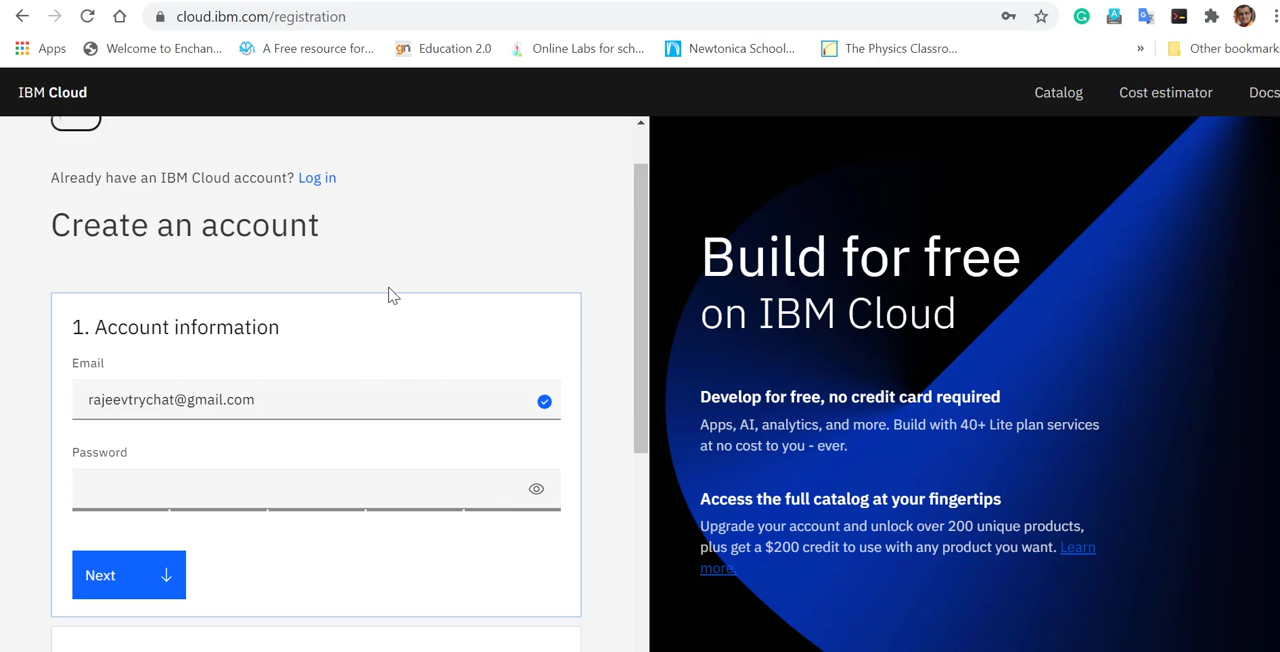 cloud.ibm.com/registration
Apps Welcome to Enchan... A Free resource for... gn Education 2.0 Online Labs for sch... Newtonica School... The Physics Classro... » Other bookmark
IBM Cloud Catalog Cost estimator Docs
Already have an IBM Cloud account? Log in
Create an account
1. Account information
Email
rajeevtrychat@gmail.com
Password
Next
Build for free
on IBM Cloud
Develop for free, no credit card required
Apps, AI, analytics, and more. Build with 40+ Lite plan services
at no cost to you - ever.
Access the full catalog at your fingertips
Upgrade your account and unlock over 200 unique products,
plus get a $200 credit to use with any product you want. Learn
more.